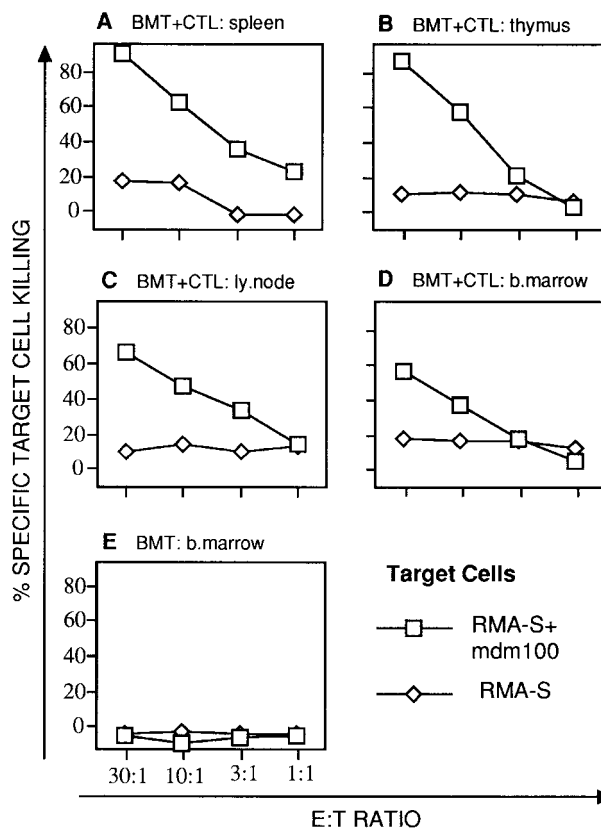 A BMT+CTL: spleen
B BMT+CTL: thymus
80
60
40
20
0
C BMT+CTL: ly.node
D BMT+CTL: b.marrow
80
60
40
20
0
E BMT: b.marrow
80
60
40
20
0
30:1 10:1 3:1 1:1
Target Cells
RMA-S+
mdm100
RMA-S
% SPECIFIC TARGET CELL KILLING
E:T RATIO